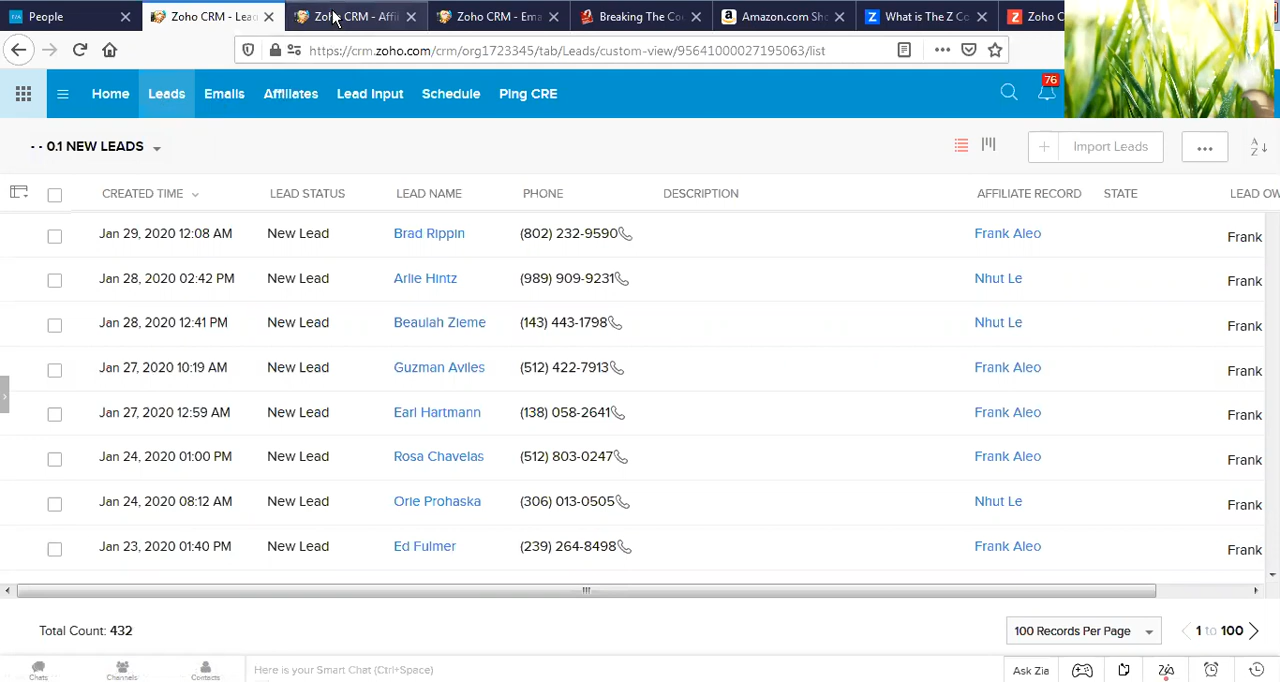 People
Zoho CRM - Lead
Zoho CRM - Affili
Zoho CRM - Ema
Breaking The Co
Amazon.com Sho
What is The Z Co
Zoho C
https://crm.zoho.com/crm/org1723345/tab/Leads/custom-view/95641000027195063/list
Home Leads Emails Affiliates Lead Input Schedule Ping CRE
76
- - 0.1 NEW LEADS
Import Leads
CREATED TIME LEAD STATUS LEAD NAME PHONE DESCRIPTION AFFILIATE RECORD STATE LEAD OW
Jan 29, 2020 12:08 AM New Lead Brad Rippin (802) 232-9590 Frank Aleo Frank
Jan 28, 2020 02:42 PM New Lead Arlie Hintz (989) 909-9231 Nhut Le Frank
Jan 28, 2020 12:41 PM New Lead Beaulah Zieme (143) 443-1798 Nhut Le Frank
Jan 27, 2020 10:19 AM New Lead Guzman Aviles (512) 422-7913 Frank Aleo Frank
Jan 27, 2020 12:59 AM New Lead Earl Hartmann (138) 058-2641 Frank Aleo Frank
Jan 24, 2020 01:00 PM New Lead Rosa Chavelas (512) 803-0247 Frank Aleo Frank
Jan 24, 2020 08:12 AM New Lead Orie Prohaska (306) 013-0505 Nhut Le Frank
Jan 23, 2020 01:40 PM New Lead Ed Fulmer (239) 264-8498 Frank Aleo Frank
Total Count: 432
100 Records Per Page
1 to 100
Chats Channels Contacts
Here is your Smart Chat (Ctrl+Space)
Ask Zia